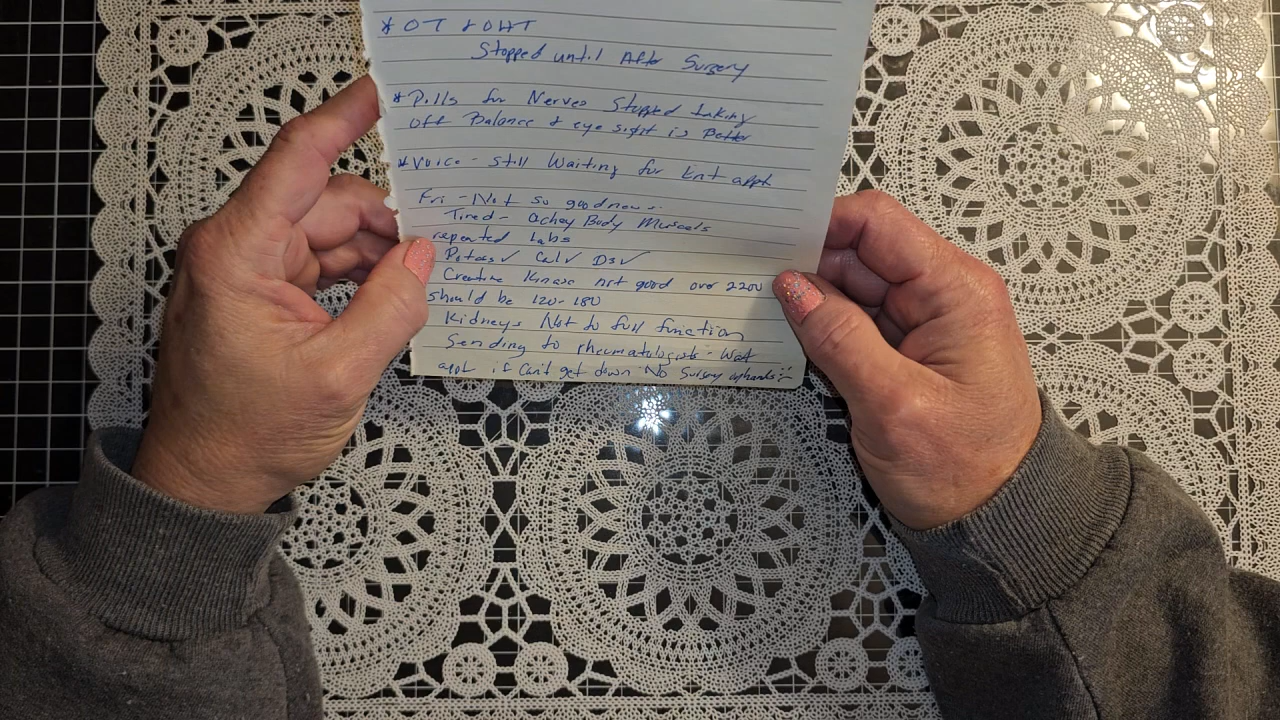 * OT & OHT
Stopped until After Surgery
* Pills for Nerves Stopped taking
off Balance & eye sight is Better
* Voice - still Waiting for Ent appt
Fri - Not so good news.
Tired - achey Body Muscels
repeated Labs
Potass ✓ Cal ✓ D3 ✓
Creatine Kinase not good over 2200
should be 120-180
Kidneys Not to full function
Sending to rheumatologists - Wait
appt if Can't get down No Surgery